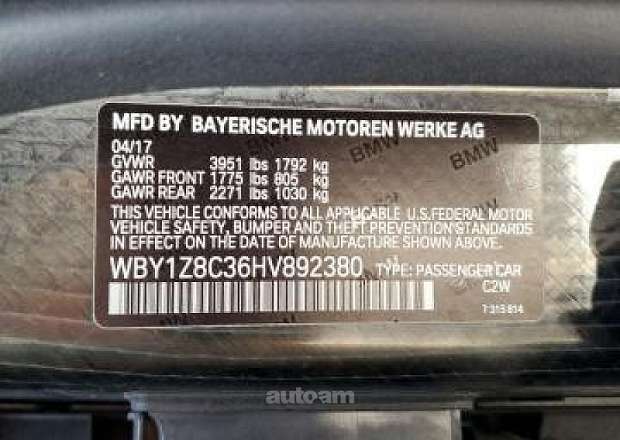 MFD BY BAYERISCHE MOTOREN WERKE AG
04/17
GVWR 3951 lbs 1792 kg
GAWR FRONT 1775 lbs 805 kg
GAWR REAR 2271 lbs 1030 kg
THIS VEHICLE CONFORMS TO ALL APPLICABLE U.S.FEDERAL MOTOR
VEHICLE SAFETY, BUMPER AND THEFT PREVENTION STANDARDS
IN EFFECT ON THE DATE OF MANUFACTURE SHOWN ABOVE.
WBY1Z8C36HV892380 TYPE: PASSENGER CAR
C2W
7 315 814
BMW
BMW
autoam